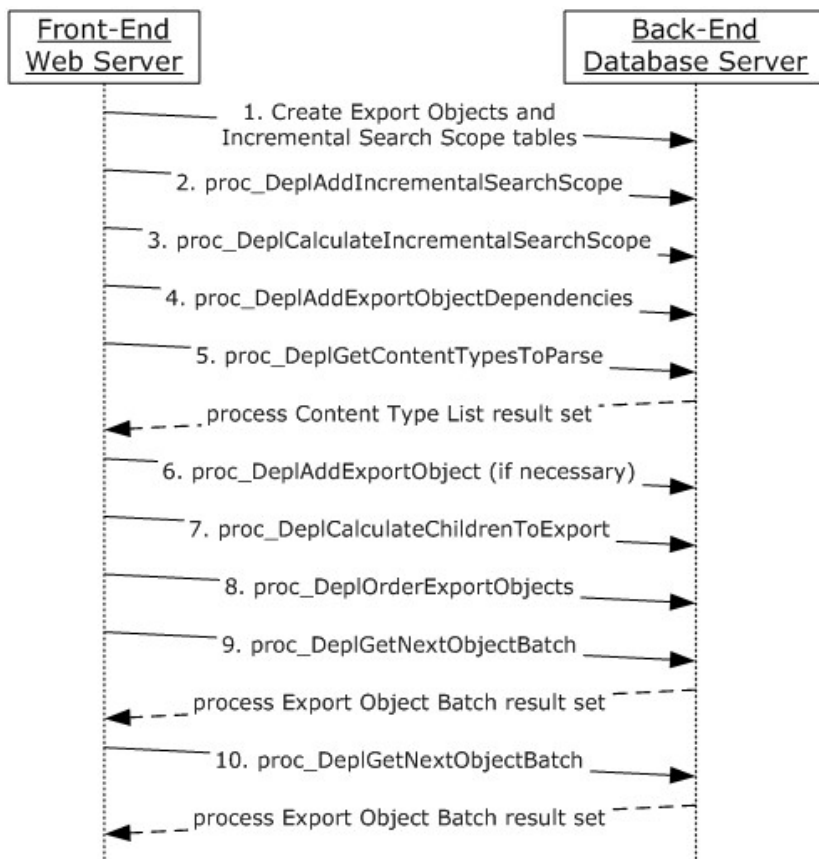 Front-End
Web Server
Back-End
Database Server
1. Create Export Objects and
Incremental Search Scope tables
2. proc_DeplAddIncrementalSearchScope
3. proc_DeplCalculateIncrementalSearchScope
4. proc_DeplAddExportObjectDependencies
5. proc_DeplGetContentTypesToParse
process Content Type List result set
6. proc_DeplAddExportObject (if necessary)
7. proc_DeplCalculateChildrenToExport
8. proc_DeplOrderExportObjects
9. proc_DeplGetNextObjectBatch
process Export Object Batch result set
10. proc_DeplGetNextObjectBatch
process Export Object Batch result set